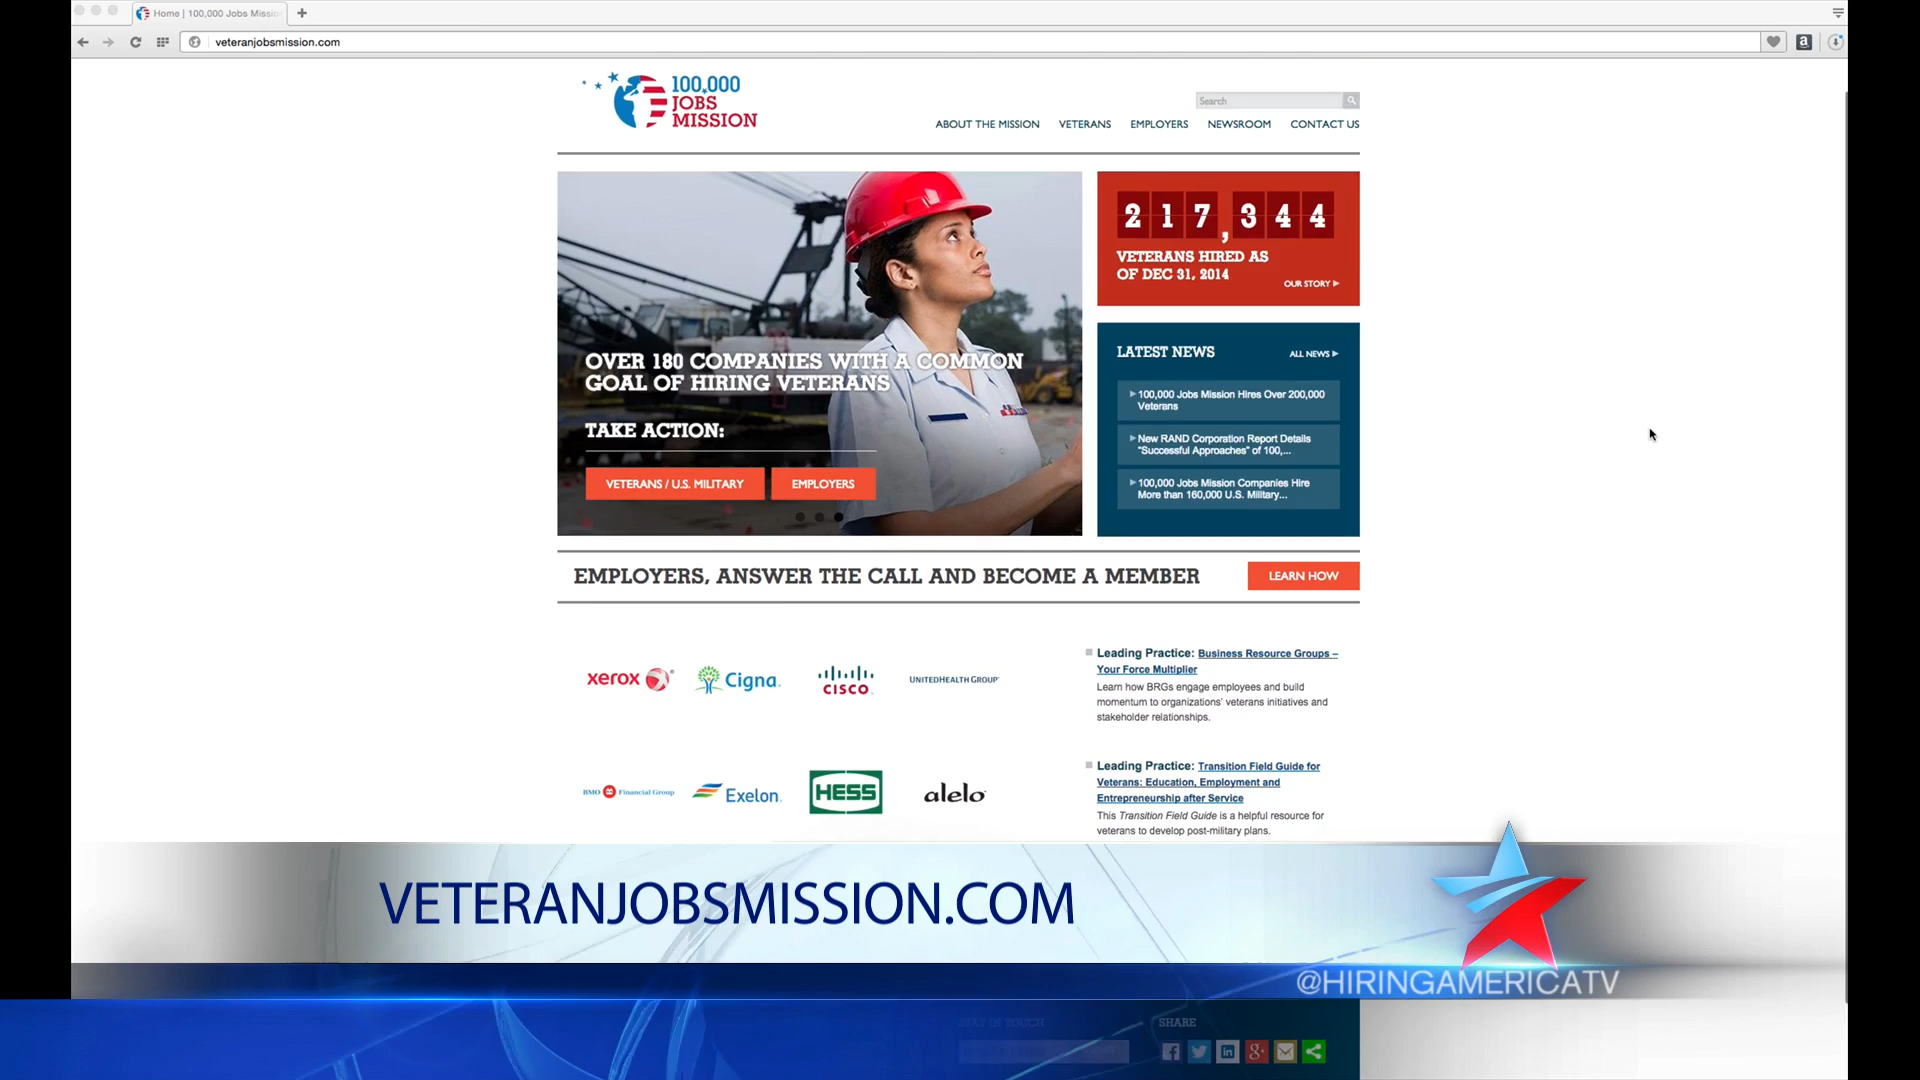 Home | 100,000 Jobs Missio
veteranjobsmission.com
100,000
JOBS
MISSION
Search
ABOUT THE MISSION VETERANS EMPLOYERS NEWSROOM CONTACT US
OVER 180 COMPANIES WITH A COMMON
GOAL OF HIRING VETERANS
TAKE ACTION:
VETERANS / U.S. MILITARY EMPLOYERS
217,344
VETERANS HIRED AS
OF DEC 31, 2014
OUR STORY
LATEST NEWS ALL NEWS
100,000 Jobs Mission Hires Over 200,000
Veterans
New RAND Corporation Report Details
"Successful Approaches" of 100,...
100,000 Jobs Mission Companies Hire
More than 160,000 U.S. Military...
EMPLOYERS, ANSWER THE CALL AND BECOME A MEMBER LEARN HOW
xerox Cigna. CISCO UNITEDHEALTH GROUP
BMO Financial Group Exelon. HESS alelo
Leading Practice: Business Resource Groups –
Your Force Multiplier
Learn how BRGs engage employees and build
momentum to organizations' veterans initiatives and
stakeholder relationships.
Leading Practice: Transition Field Guide for
Veterans: Education, Employment and
Entrepreneurship after Service
This Transition Field Guide is a helpful resource for
veterans to develop post-military plans.
VETERANJOBSMISSION.COM
@HIRINGAMERICATV
STAY IN TOUCH SHARE